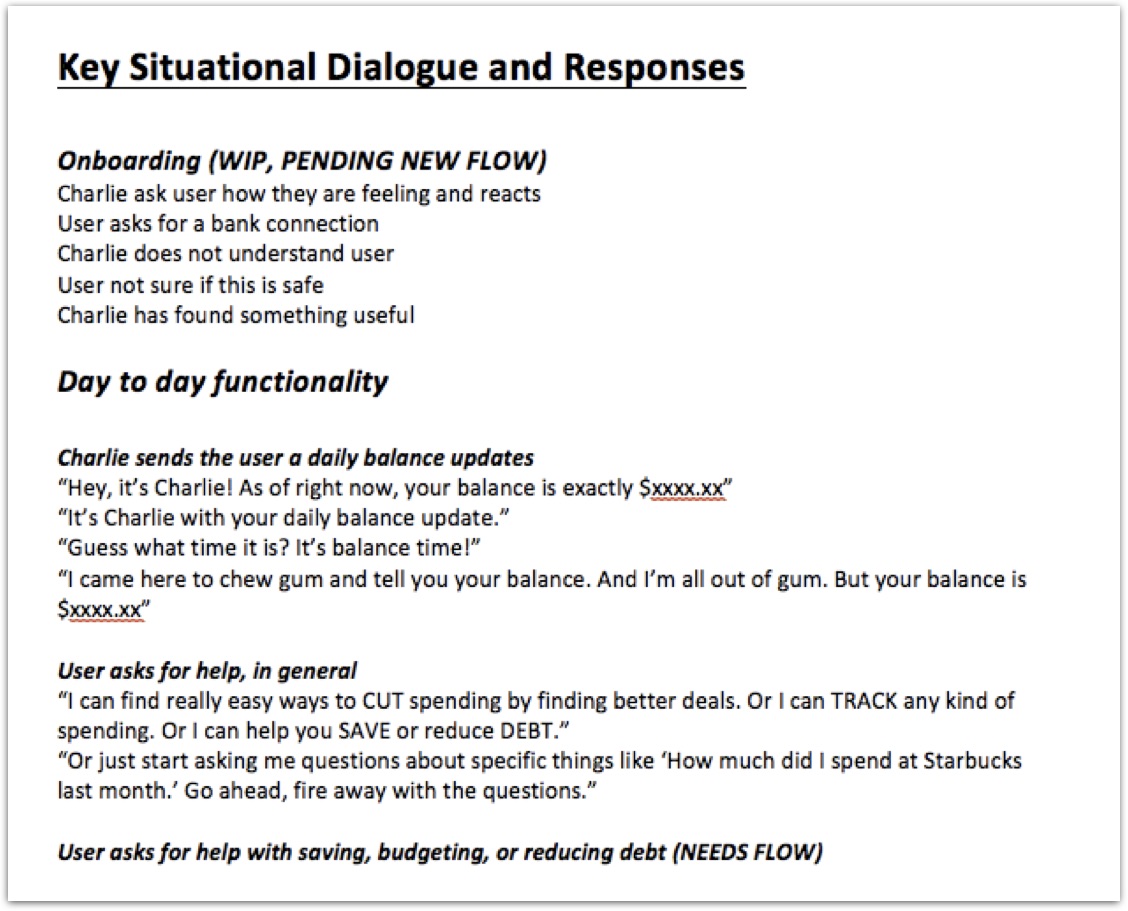 Key Situational Dialogue and Responses
Onboarding (WIP, PENDING NEW FLOW)
Charlie ask user how they are feeling and reacts
User asks for a bank connection
Charlie does not understand user
User not sure if this is safe
Charlie has found something useful
Day to day functionality
Charlie sends the user a daily balance updates
“Hey, it’s Charlie! As of right now, your balance is exactly $xxxx.xx”
“It’s Charlie with your daily balance update.”
“Guess what time it is? It’s balance time!”
“I came here to chew gum and tell you your balance. And I’m all out of gum. But your balance is
$xxxx.xx”
User asks for help, in general
“I can find really easy ways to CUT spending by finding better deals. Or I can TRACK any kind of
spending. Or I can help you SAVE or reduce DEBT.”
“Or just start asking me questions about specific things like ‘How much did I spend at Starbucks
last month.’ Go ahead, fire away with the questions.”
User asks for help with saving, budgeting, or reducing debt (NEEDS FLOW)